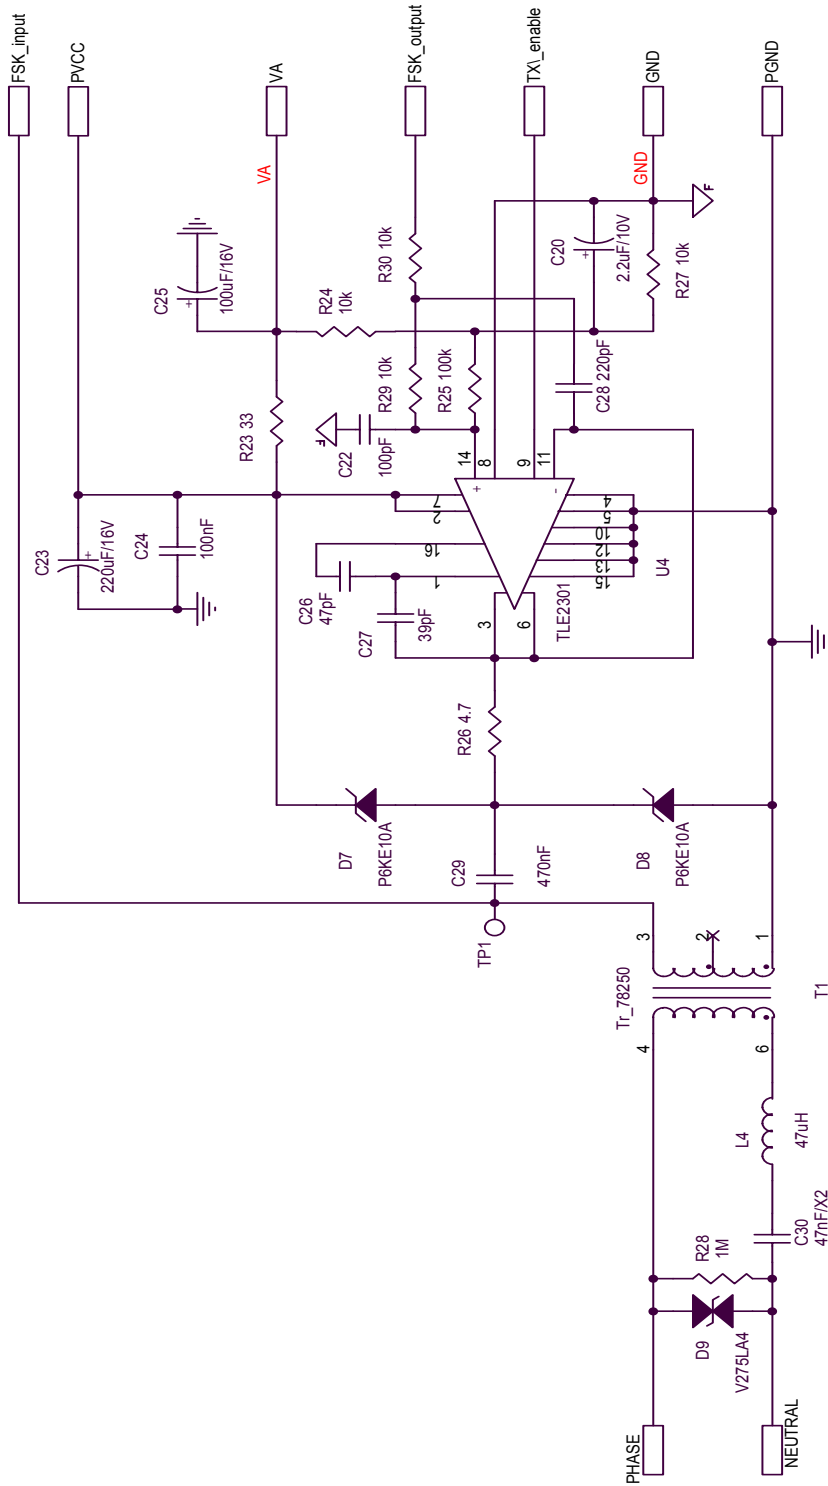 FSK_input
PVCC
VA
FSK_output
TX\_enable
GND
PGND
VA
GND
C25
100uF/16V
R24
10k
R30 10k
C20
2.2uF/10V
R27 10k
+
+
R23 33
R29 10k
R25 100k
C28 220pF
C22
100pF
F
F
14
8
9
11
+
-
7
2
16
1
4
5
10
12
13
15
3
6
U4
TLE2301
C23
220uF/16V
+
C24
100nF
C26
47pF
C27
39pF
R26 4.7
D7
P6KE10A
D8
P6KE10A
C29
470nF
TP1
3
2
1
Tr_78250
T1
4
6
L4
47uH
C30
47nF/X2
R28
1M
D9
V275LA4
PHASE
NEUTRAL